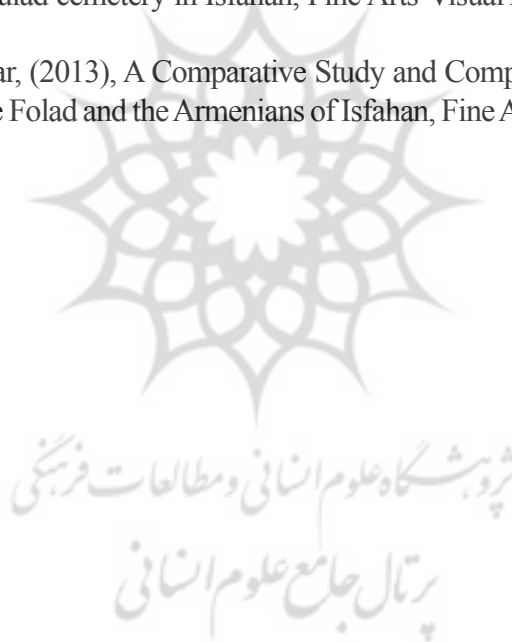 cemetery in Isfahan, Fine Arts Visual
ar, (2013), A Comparative Study and Comp
e Folad and the Armenians of Isfahan, Fine A
پژوهشگاه علوم انسانی و مطالعات فرهنگی
پرتال جامع علوم انسانی